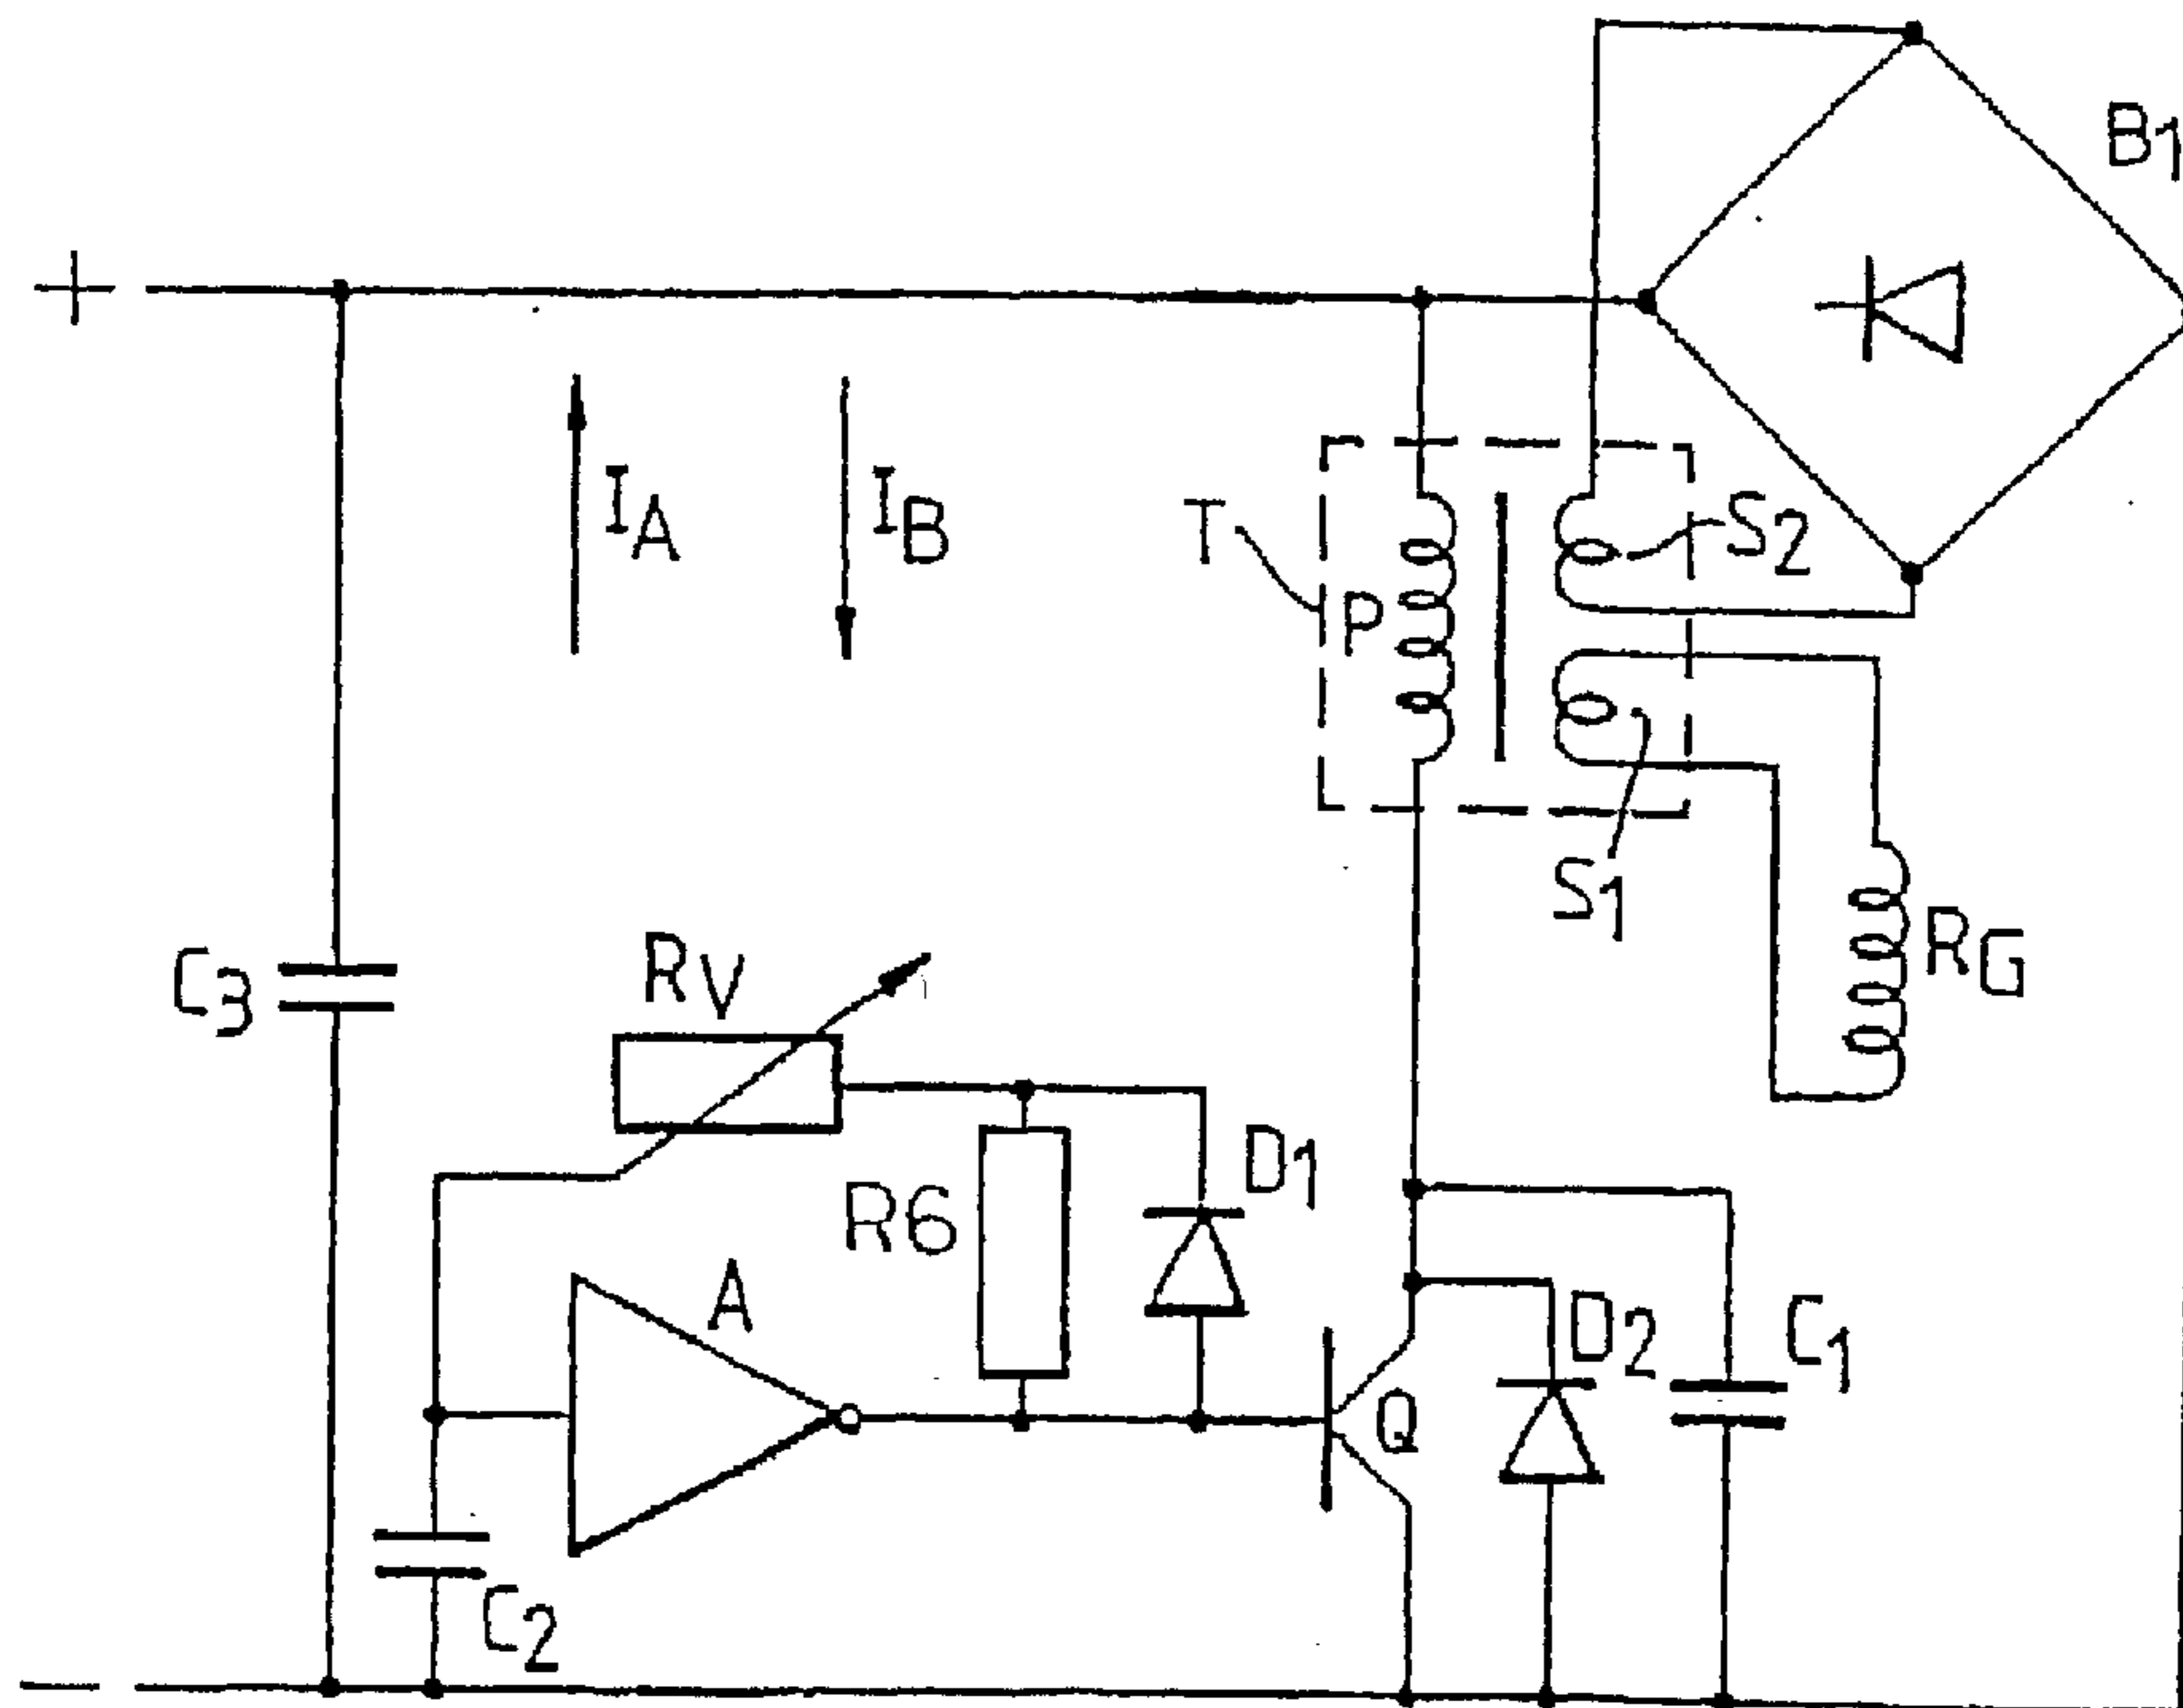 B1
+
IA
IB
T
P
S2
S1
RG
C3
RV
R6
D1
A
Q
D2
C1
C2
–